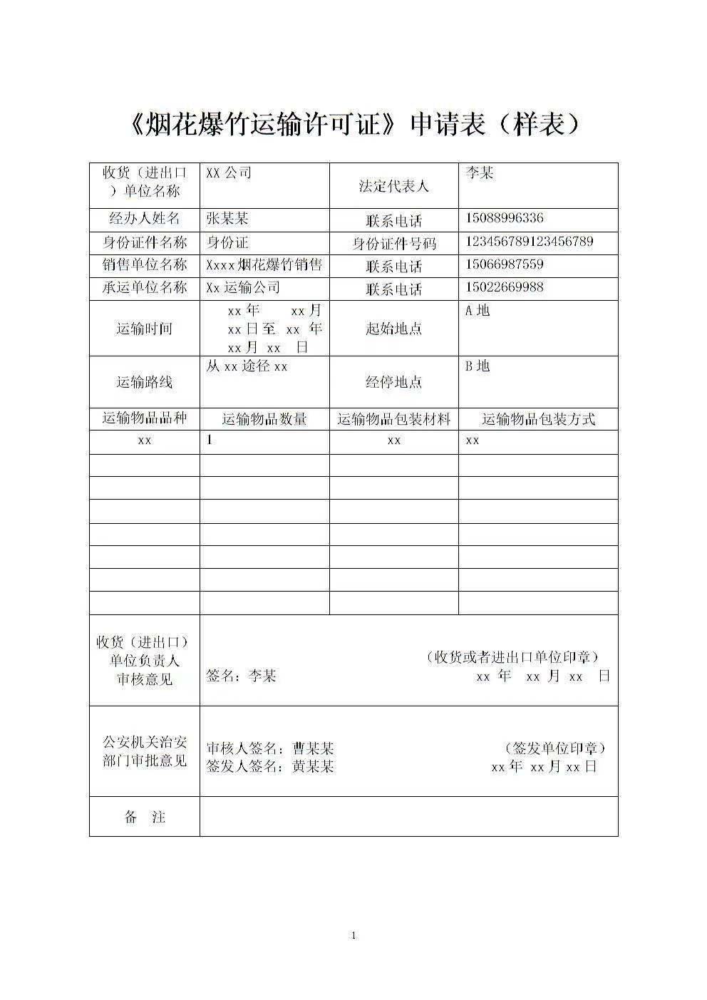 《烟花爆竹运输许可证》申请表（样表）
收货（进出口
）单位名称
XX 公司
法定代表人
李某
经办人姓名
张某某
联系电话
15088996336
身份证件名称
身份证
身份证件号码
123456789123456789
销售单位名称
Xxxx 烟花爆竹销售
联系电话
15066987559
承运单位名称
Xx 运输公司
联系电话
15022669988
运输时间
xx 年 xx 月
xx 日 至 xx 年
xx 月 xx 日
起始地点
A 地
运输路线
从 xx 途径 xx
经停地点
B 地
运输物品品种
运输物品数量
运输物品包装材料
运输物品包装方式
xx
1
xx
xx
收货（进出口）
单位负责人
审核意见
（收货或者进出口单位印章）
签名：李某
xx 年 xx 月 xx 日
公安机关治安
部门审批意见
审核人签名：曹某某
（签发单位印章）
签发人签名：黄某某
xx 年 xx 月 xx 日
备 注
1